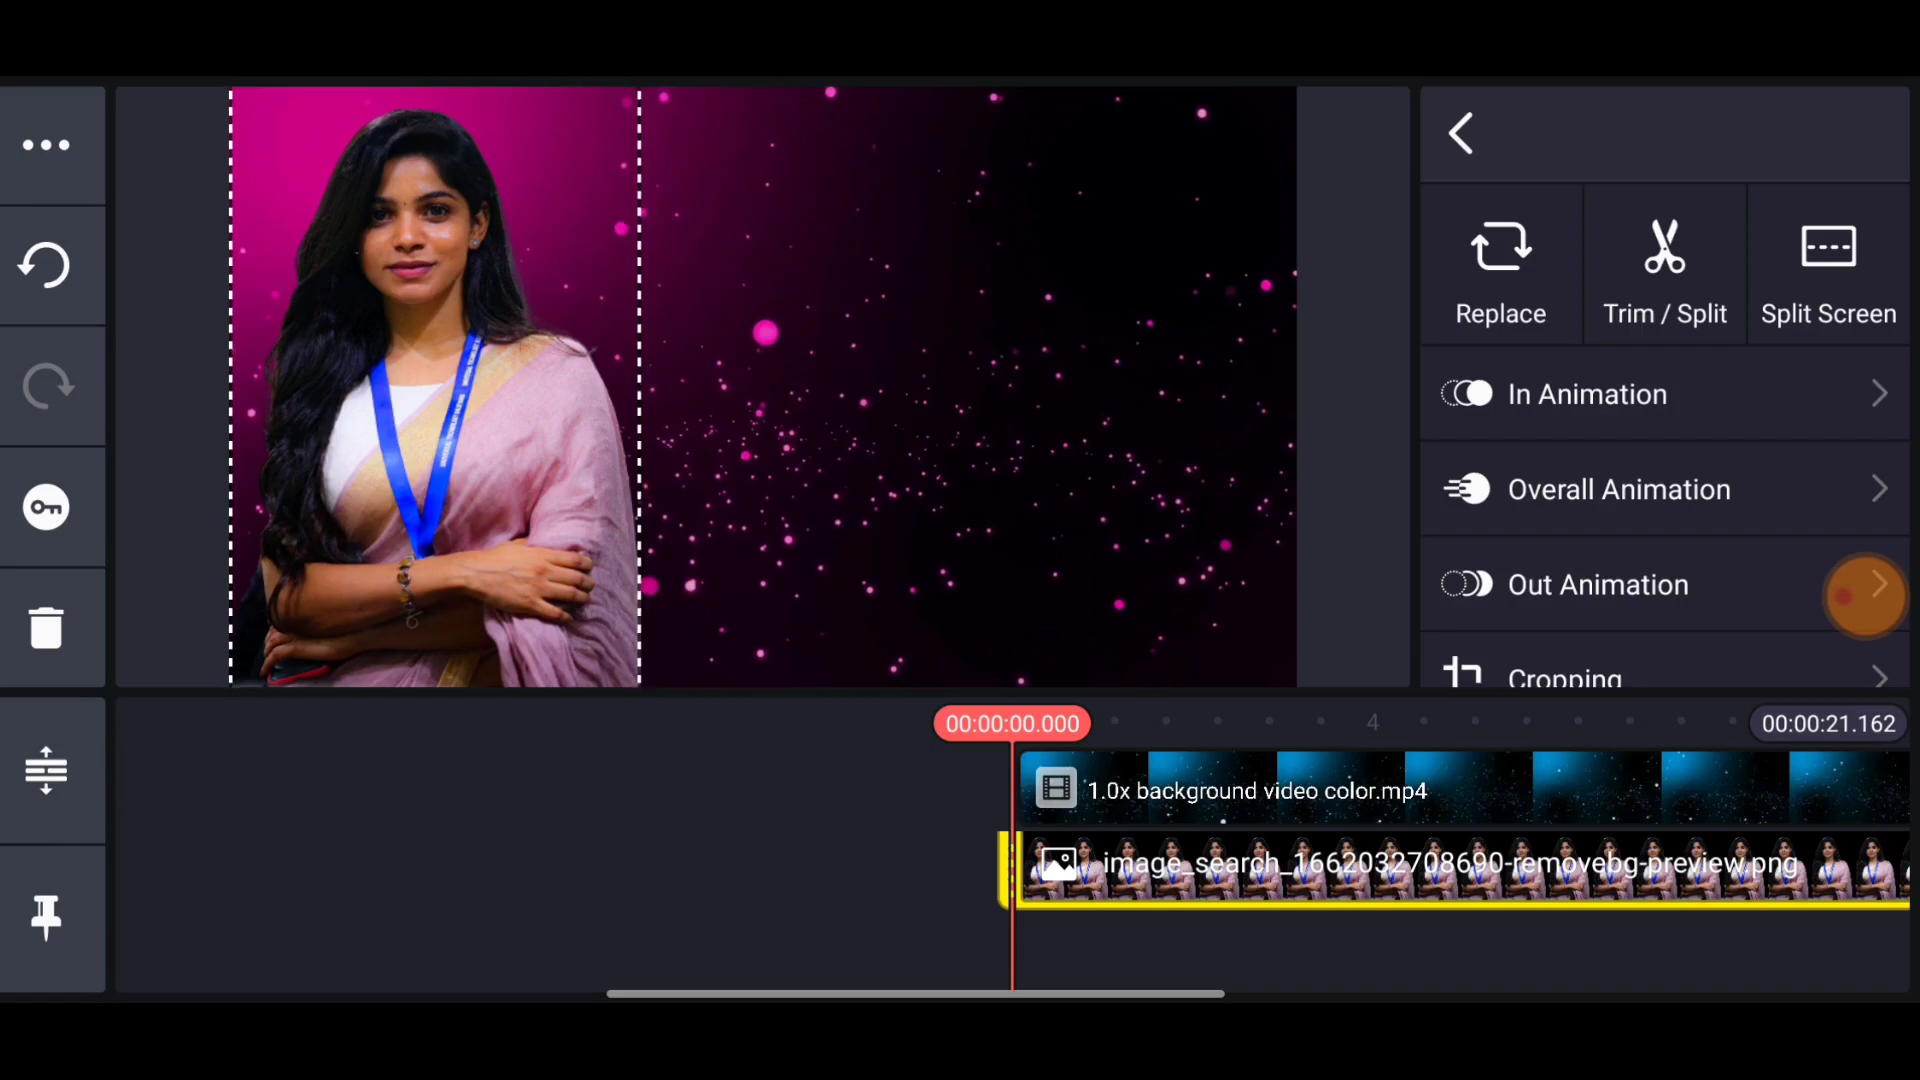 Replace
Trim / Split
Split Screen
In Animation
Overall Animation
Out Animation
Cropping
00:00:00.000
4
00:00:21.162
1.0x background video color.mp4
image_search_1662032708690-removebg-preview.png